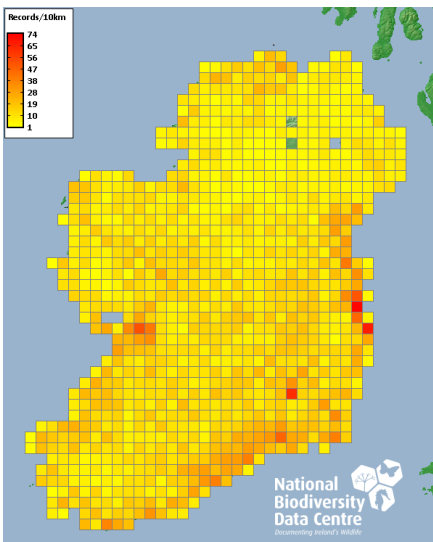 Records/10km
74
65
56
47
38
28
19
10
1
National
Biodiversity
Data Centre
Documenting Ireland's Wildlife